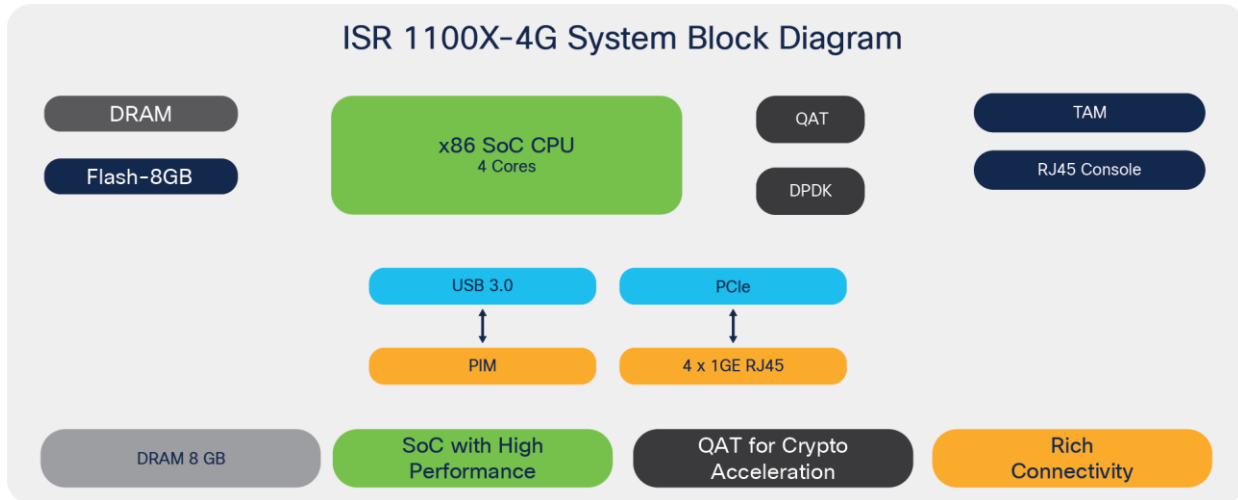 ISR 1100X-4G System Block Diagram
DRAM
Flash-8GB
x86 SoC CPU
4 Cores
QAT
DPDK
TAM
RJ45 Console
USB 3.0
PCIe
PIM
4 x 1GE RJ45
DRAM 8 GB
SoC with High
Performance
QAT for Crypto
Acceleration
Rich
Connectivity